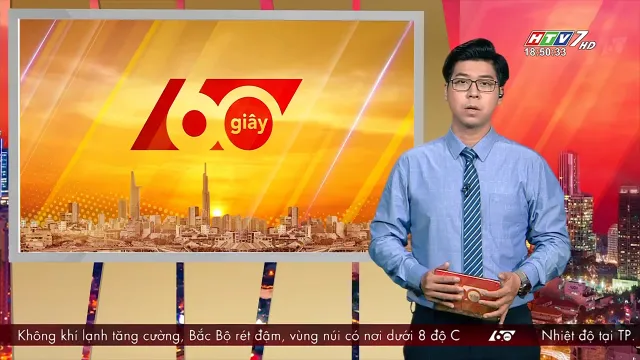 HTV7 HD
18:50:33
60 giây
60
Không khí lạnh tăng cường, Bắc Bộ rét đậm, vùng núi có nơi dưới 8 độ C 60 Nhiệt độ tại TP